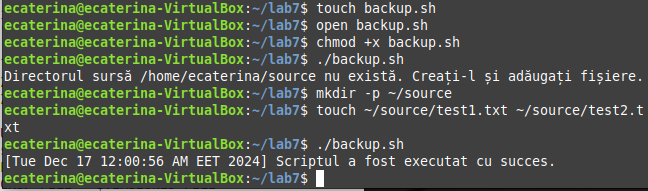 ecaterina@ecaterina-VirtualBox:~/lab7$ touch backup.sh
ecaterina@ecaterina-VirtualBox:~/lab7$ open backup.sh
ecaterina@ecaterina-VirtualBox:~/lab7$ chmod +x backup.sh
ecaterina@ecaterina-VirtualBox:~/lab7$ ./backup.sh
Directorul sursă /home/ecaterina/source nu există. Creați-l și adăugați fișiere.
ecaterina@ecaterina-VirtualBox:~/lab7$ mkdir -p ~/source
ecaterina@ecaterina-VirtualBox:~/lab7$ touch ~/source/test1.txt ~/source/test2.t
xt
ecaterina@ecaterina-VirtualBox:~/lab7$ ./backup.sh
[Tue Dec 17 12:00:56 AM EET 2024] Scriptul a fost executat cu succes.
ecaterina@ecaterina-VirtualBox:~/lab7$